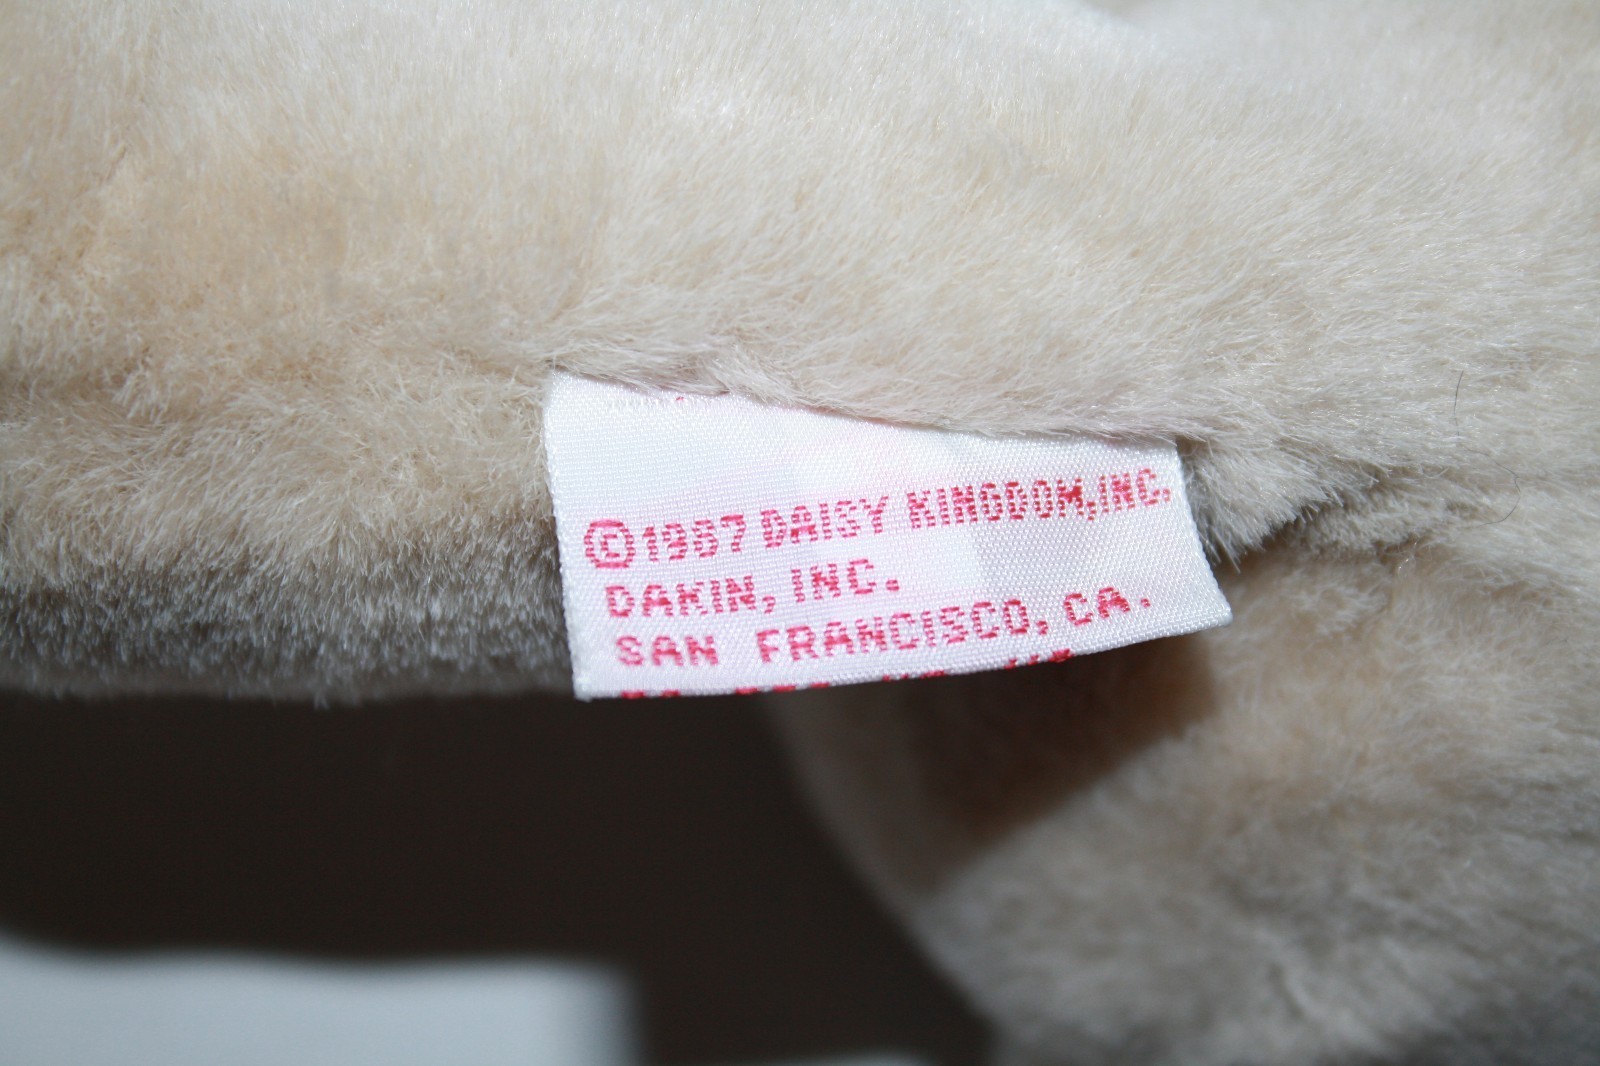 ©1987 DAISY KINGDOM, INC.
DAKIN, INC.
SAN FRANCISCO, CA.